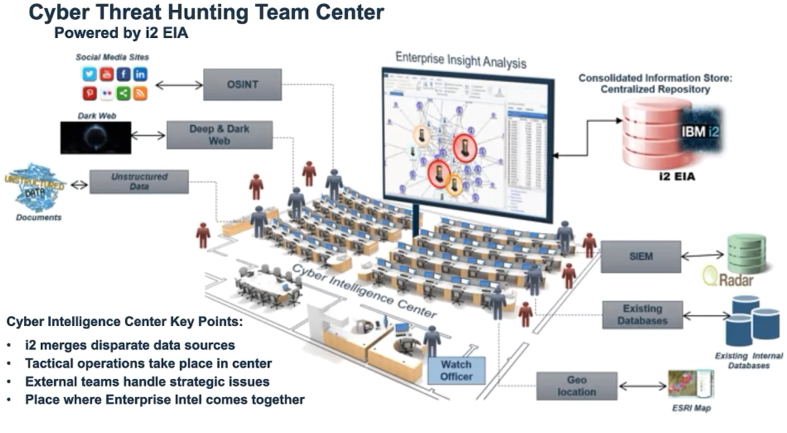 Cyber Threat Hunting Team Center
Powered by i2 EIA
Social Media Sites
OSINT
Dark Web
Deep & Dark
Web
UNSTRUCTURED
DATA
Unstructured
Data
Documents
Enterprise Insight Analysis
Consolidated Information Store:
Centralized Repository
IBM i2
i2 EIA
Cyber Intelligence Center
SIEM
QRadar
Existing
Databases
Existing Internal
Databases
Watch
Officer
Geo
location
ESRI Map
Cyber Intelligence Center Key Points:
• i2 merges disparate data sources
• Tactical operations take place in center
• External teams handle strategic issues
• Place where Enterprise Intel comes together